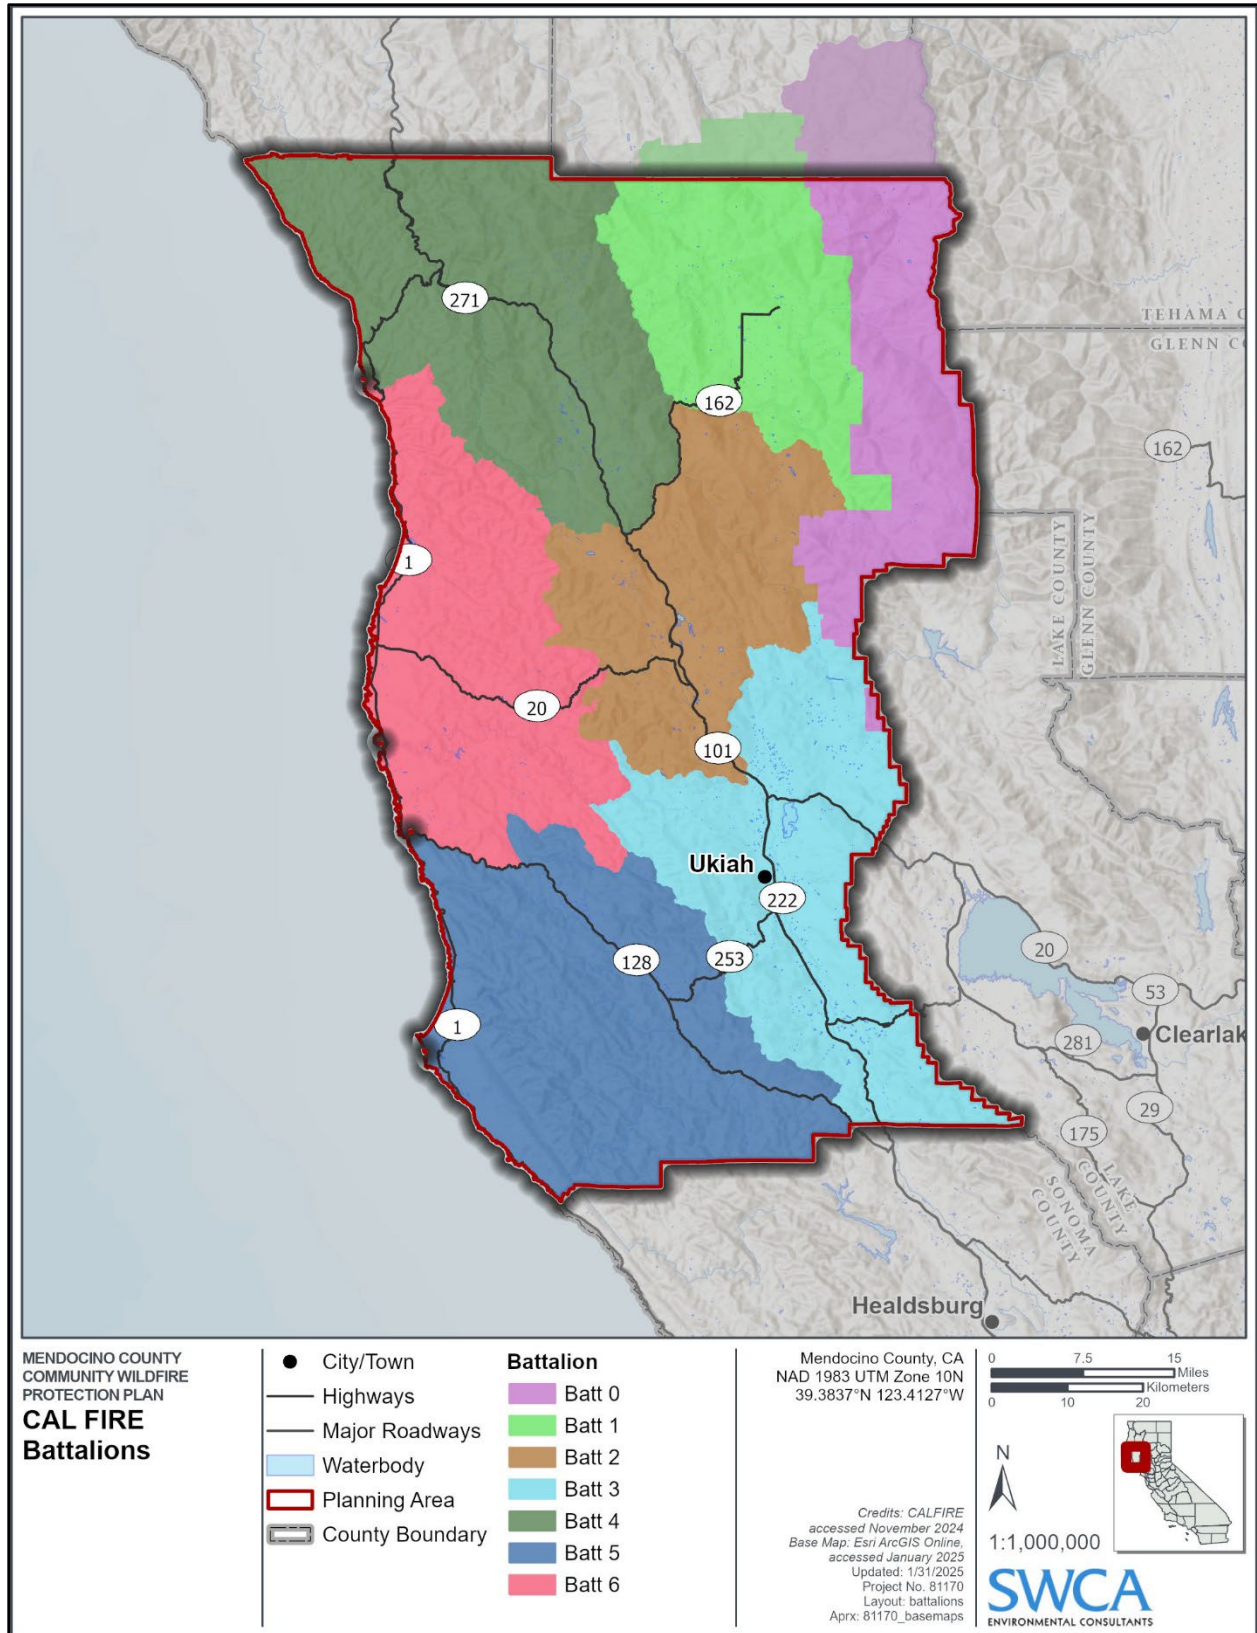 TEHAMA C
GLENN C
271
162
162
1
LAKE COUNTY
GLENN COUNTY
20
101
Ukiah
222
128
253
20
53
1
281
Clearlak
29
175
LAKE
COUNTY
SONOMA
COUNTY
Healdsburg
MENDOCINO COUNTY
COMMUNITY WILDFIRE
PROTECTION PLAN
CAL FIRE
Battalions
City/Town
Highways
Major Roadways
Waterbody
Planning Area
County Boundary
Battalion
Batt 0
Batt 1
Batt 2
Batt 3
Batt 4
Batt 5
Batt 6
Mendocino County, CA
NAD 1983 UTM Zone 10N
39.3837°N 123.4127°W
Credits: CALFIRE
accessed November 2024
Base Map: Esri ArcGIS Online,
accessed January 2025
Updated: 1/31/2025
Project No. 81170
Layout: battalions
Aprx: 81170_basemaps
0 7.5 15
Miles
Kilometers
0 10 20
N
1:1,000,000
SWCA
ENVIRONMENTAL CONSULTANTS